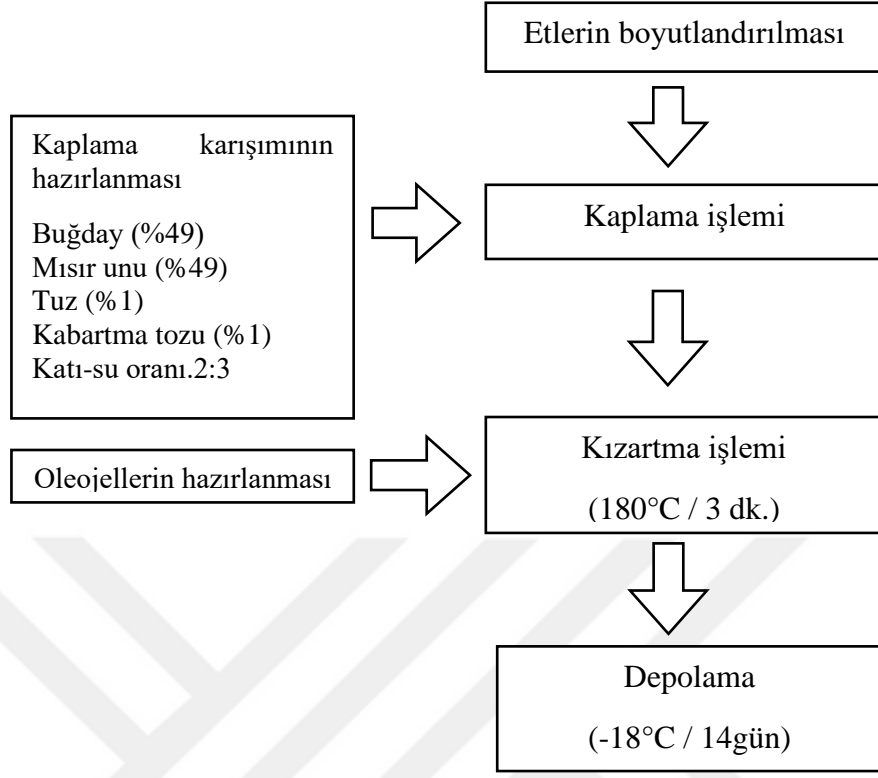 Etlerin boyutlandırılması
Kaplama karışımının
hazırlanması
Buğday (%49)
Mısır unu (%49)
Tuz (%1)
Kabartma tozu (%1)
Katı-su oranı.2:3
Kaplama işlemi
Oleojellerin hazırlanması
Kızartma işlemi
(180°C / 3 dk.)
Depolama
(-18°C / 14gün)